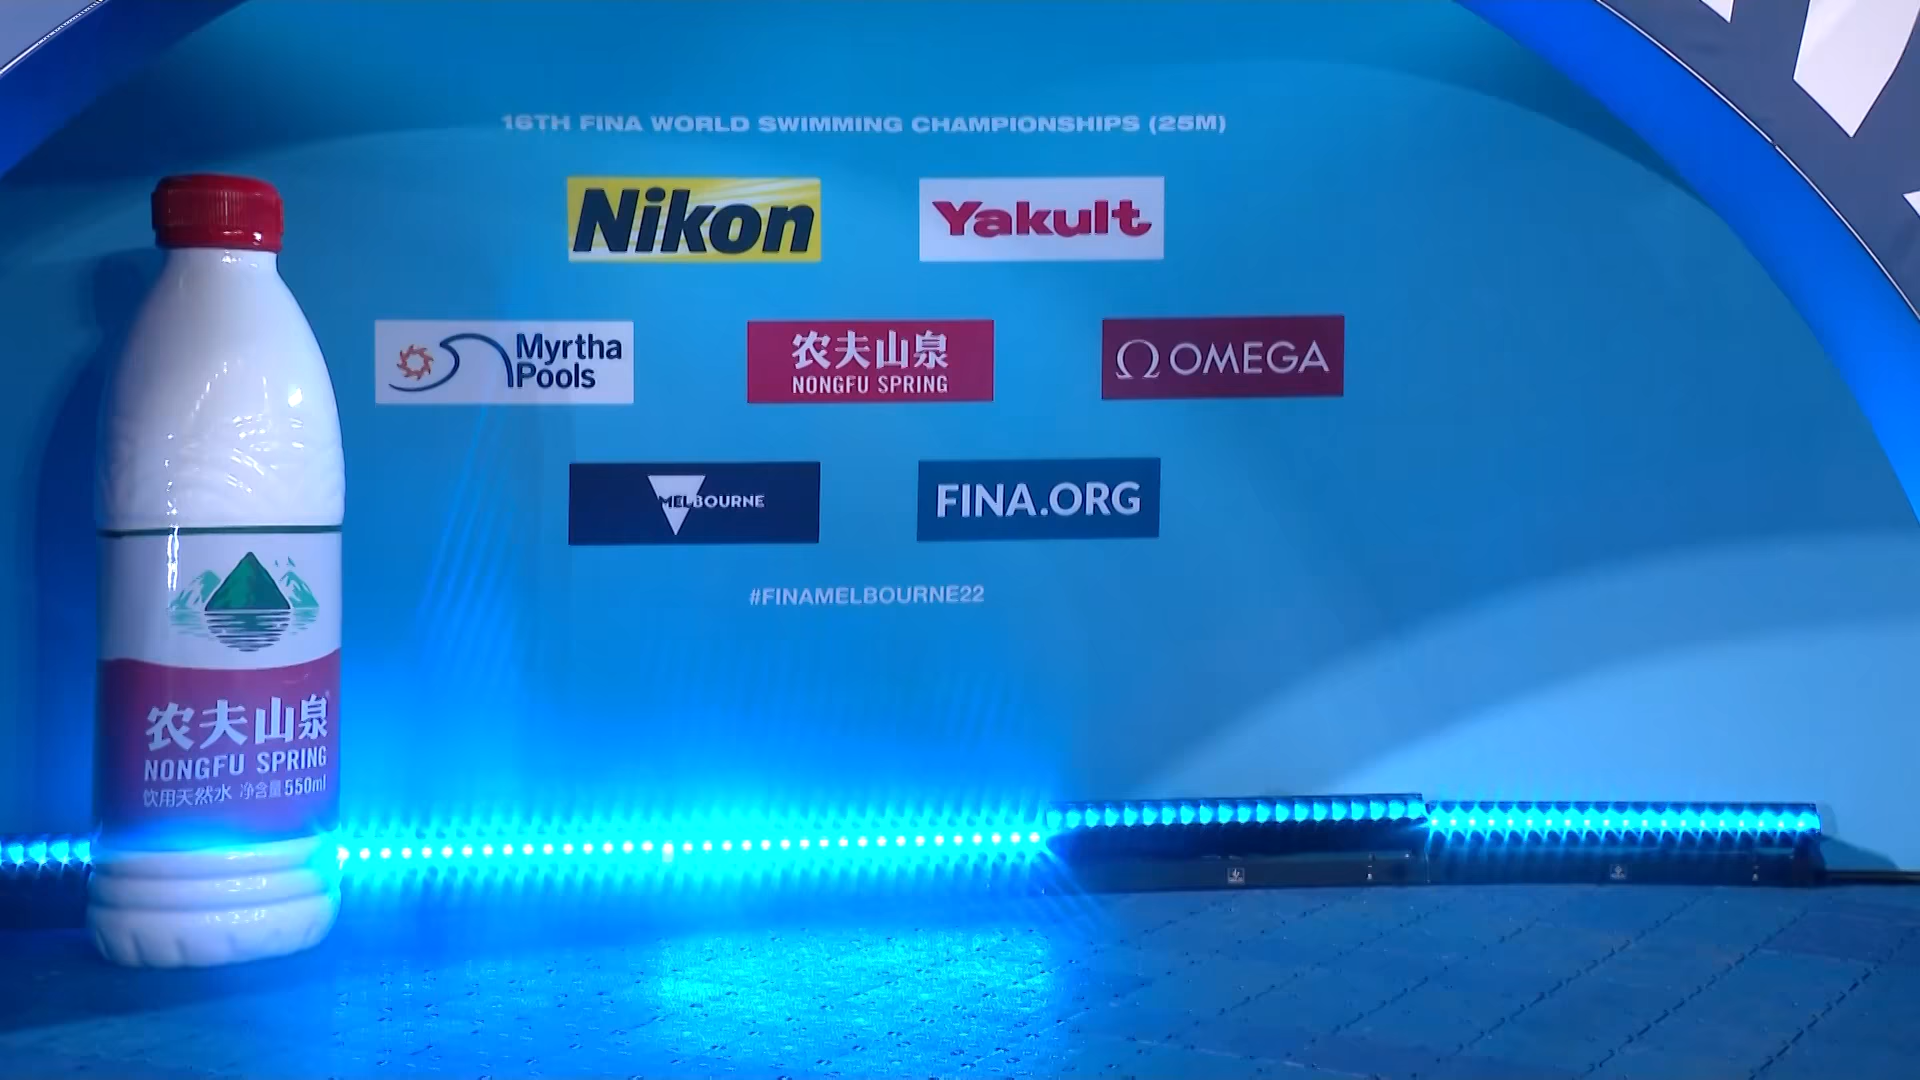 16TH FINA WORLD SWIMMING CHAMPIONSHIPS (25M)
Nikon
Yakult
Myrtha
Pools
农夫山泉
NONGFU SPRING
Ω OMEGA
MELBOURNE
FINA.ORG
#FINAMELBOURNE22
农夫山泉
NONGFU SPRING
饮用天然水 净含量550ml